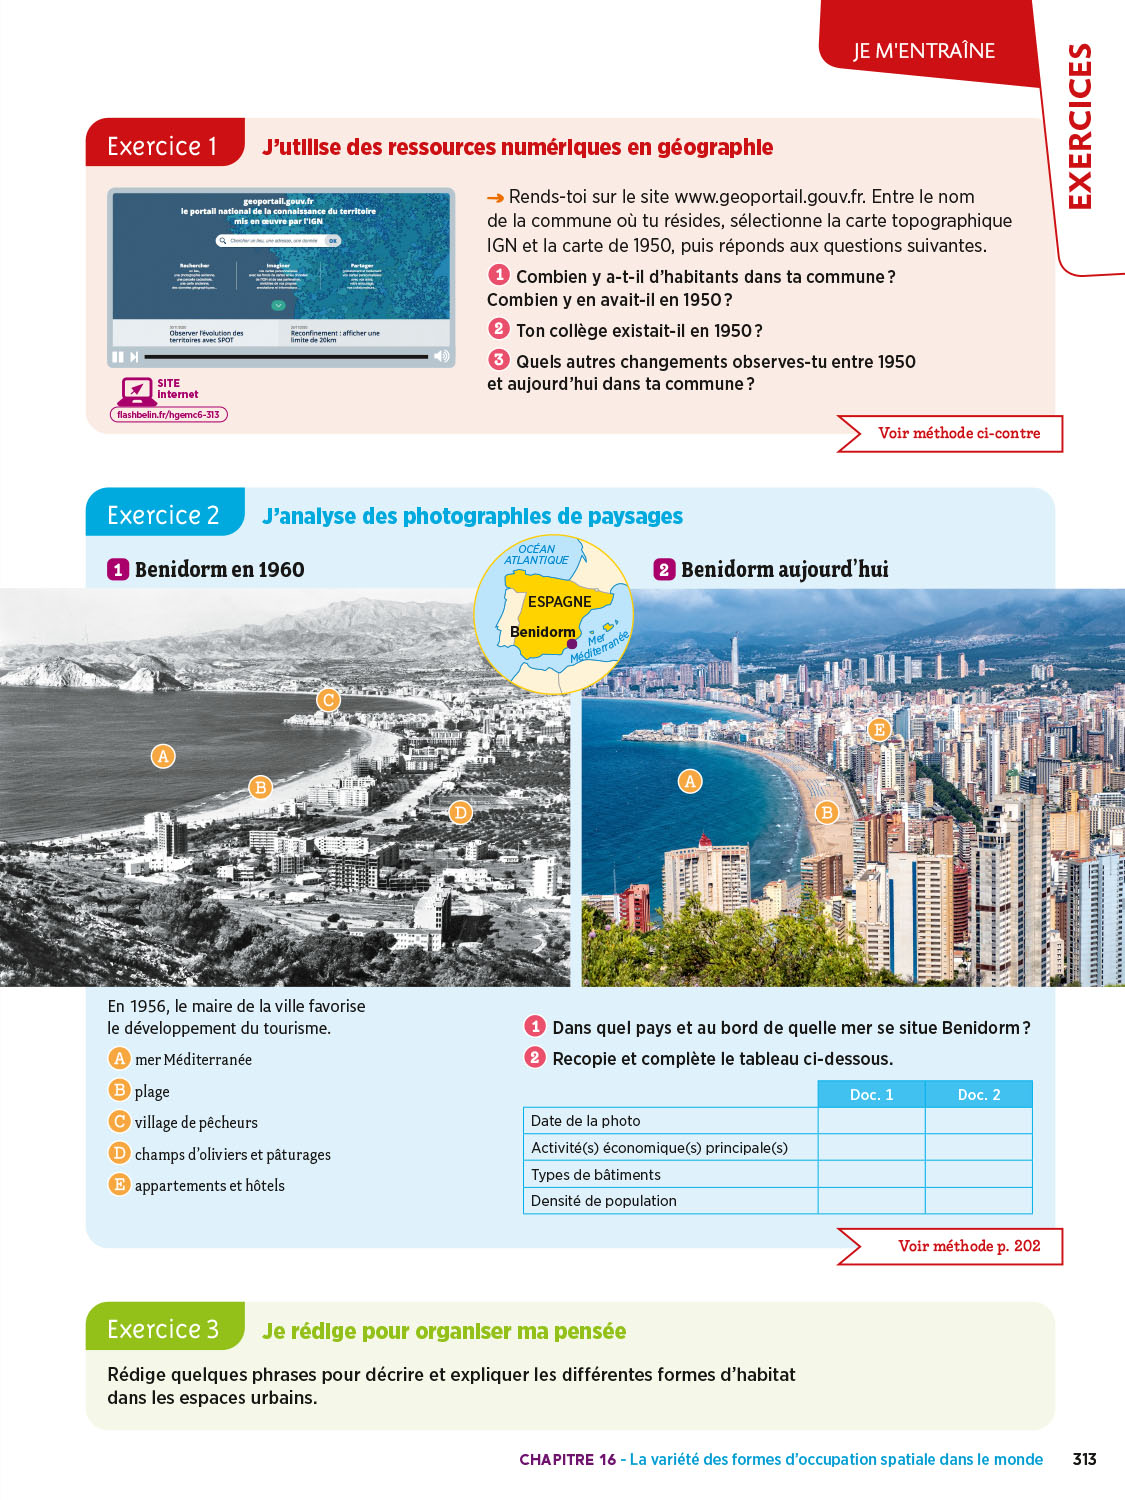 JE M'ENTRAÎNE
EXERCICES
Exercice 1
J'utilise des ressources numériques en géographie
geoportail.gouv.fr
le portail national de la connaissance du territoire
mis en œuvre par l'IGN
Chercher un lieu, une adresse, une donnée
OK
Rechercher
Imaginer
Partager
Observer l'évolution des
territoires avec SPOT
Reconfinement : afficher une
limite de 20km
SITE
Internet
flashbelin.fr/hgemc6-313
→ Rends-toi sur le site www.geoportail.gouv.fr. Entre le nom
de la commune où tu résides, sélectionne la carte topographique
IGN et la carte de 1950, puis réponds aux questions suivantes.
1 Combien y a-t-il d'habitants dans ta commune ?
Combien y en avait-il en 1950 ?
2 Ton collège existait-il en 1950 ?
3 Quels autres changements observes-tu entre 1950
et aujourd'hui dans ta commune ?
Voir méthode ci-contre
Exercice 2
J'analyse des photographies de paysages
1 Benidorm en 1960
OCÉAN
ATLANTIQUE
ESPAGNE
Benidorm
Mer
Méditerranée
2 Benidorm aujourd'hui
A
B
C
D
A
B
E
En 1956, le maire de la ville favorise
le développement du tourisme.
A mer Méditerranée
B plage
C village de pêcheurs
D champs d'oliviers et pâturages
E appartements et hôtels
1 Dans quel pays et au bord de quelle mer se situe Benidorm ?
2 Recopie et complète le tableau ci-dessous.
Doc. 1 Doc. 2
Date de la photo
Activité(s) économique(s) principale(s)
Types de bâtiments
Densité de population
Voir méthode p. 202
Exercice 3
Je rédige pour organiser ma pensée
Rédige quelques phrases pour décrire et expliquer les différentes formes d'habitat
dans les espaces urbains.
CHAPITRE 16 - La variété des formes d'occupation spatiale dans le monde 313